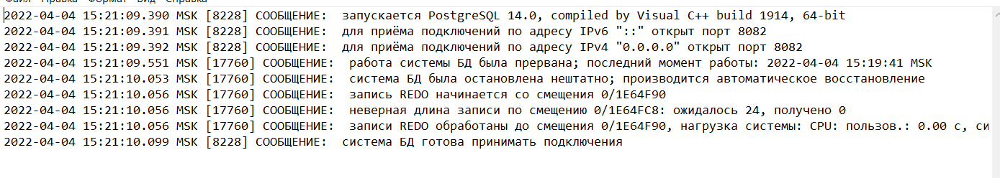 2022-04-04 15:21:09.390 MSK [8228] СООБЩЕНИЕ:  запускается PostgreSQL 14.0, compiled by Visual C++ build 1914, 64-bit
2022-04-04 15:21:09.391 MSK [8228] СООБЩЕНИЕ:  для приёма подключений по адресу IPv6 "::" открыт порт 8082
2022-04-04 15:21:09.392 MSK [8228] СООБЩЕНИЕ:  для приёма подключений по адресу IPv4 "0.0.0.0" открыт порт 8082
2022-04-04 15:21:09.551 MSK [17760] СООБЩЕНИЕ:  работа системы БД была прервана; последний момент работы: 2022-04-04 15:19:41 MSK
2022-04-04 15:21:10.053 MSK [17760] СООБЩЕНИЕ:  система БД была остановлена нештатно; производится автоматическое восстановление
2022-04-04 15:21:10.056 MSK [17760] СООБЩЕНИЕ:  запись REDO начинается со смещения 0/1E64F90
2022-04-04 15:21:10.056 MSK [17760] СООБЩЕНИЕ:  неверная длина записи по смещению 0/1E64FC8: ожидалось 24, получено 0
2022-04-04 15:21:10.056 MSK [17760] СООБЩЕНИЕ:  записи REDO обработаны до смещения 0/1E64F90, нагрузка системы: CPU: пользов.: 0.00 с, си
2022-04-04 15:21:10.099 MSK [8228] СООБЩЕНИЕ:  система БД готова принимать подключения